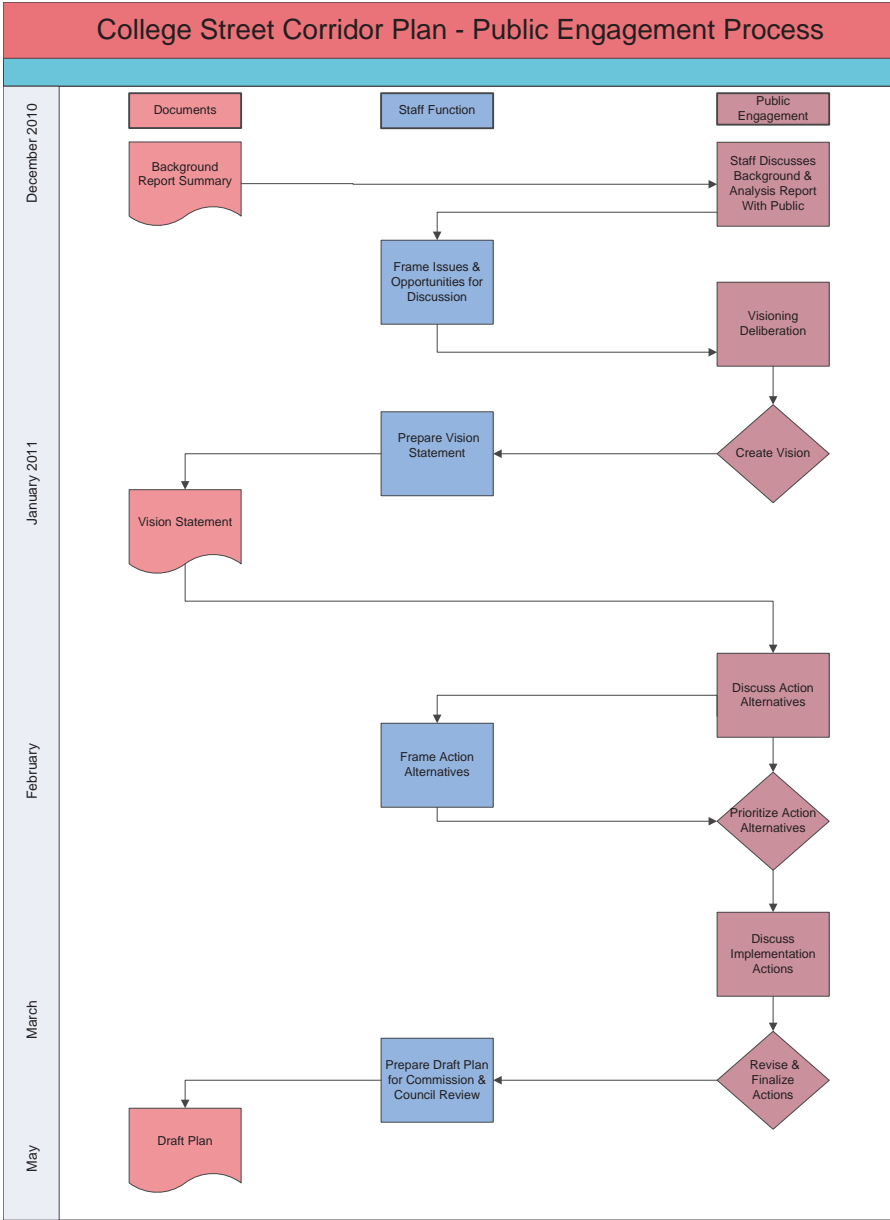 College Street Corridor Plan - Public Engagement Process
December 2010
Documents
Staff Function
Public
Engagement
Background
Report Summary
Staff Discusses
Background &
Analysis Report
With Public
Frame Issues &
Opportunities for
Discussion
Visioning
Deliberation
January 2011
Prepare Vision
Statement
Create Vision
Vision Statement
February
Discuss Action
Alternatives
Frame Action
Alternatives
Prioritize Action
Alternatives
Discuss
Implementation
Actions
March
Prepare Draft Plan
for Commission &
Council Review
Revise &
Finalize
Actions
May
Draft Plan